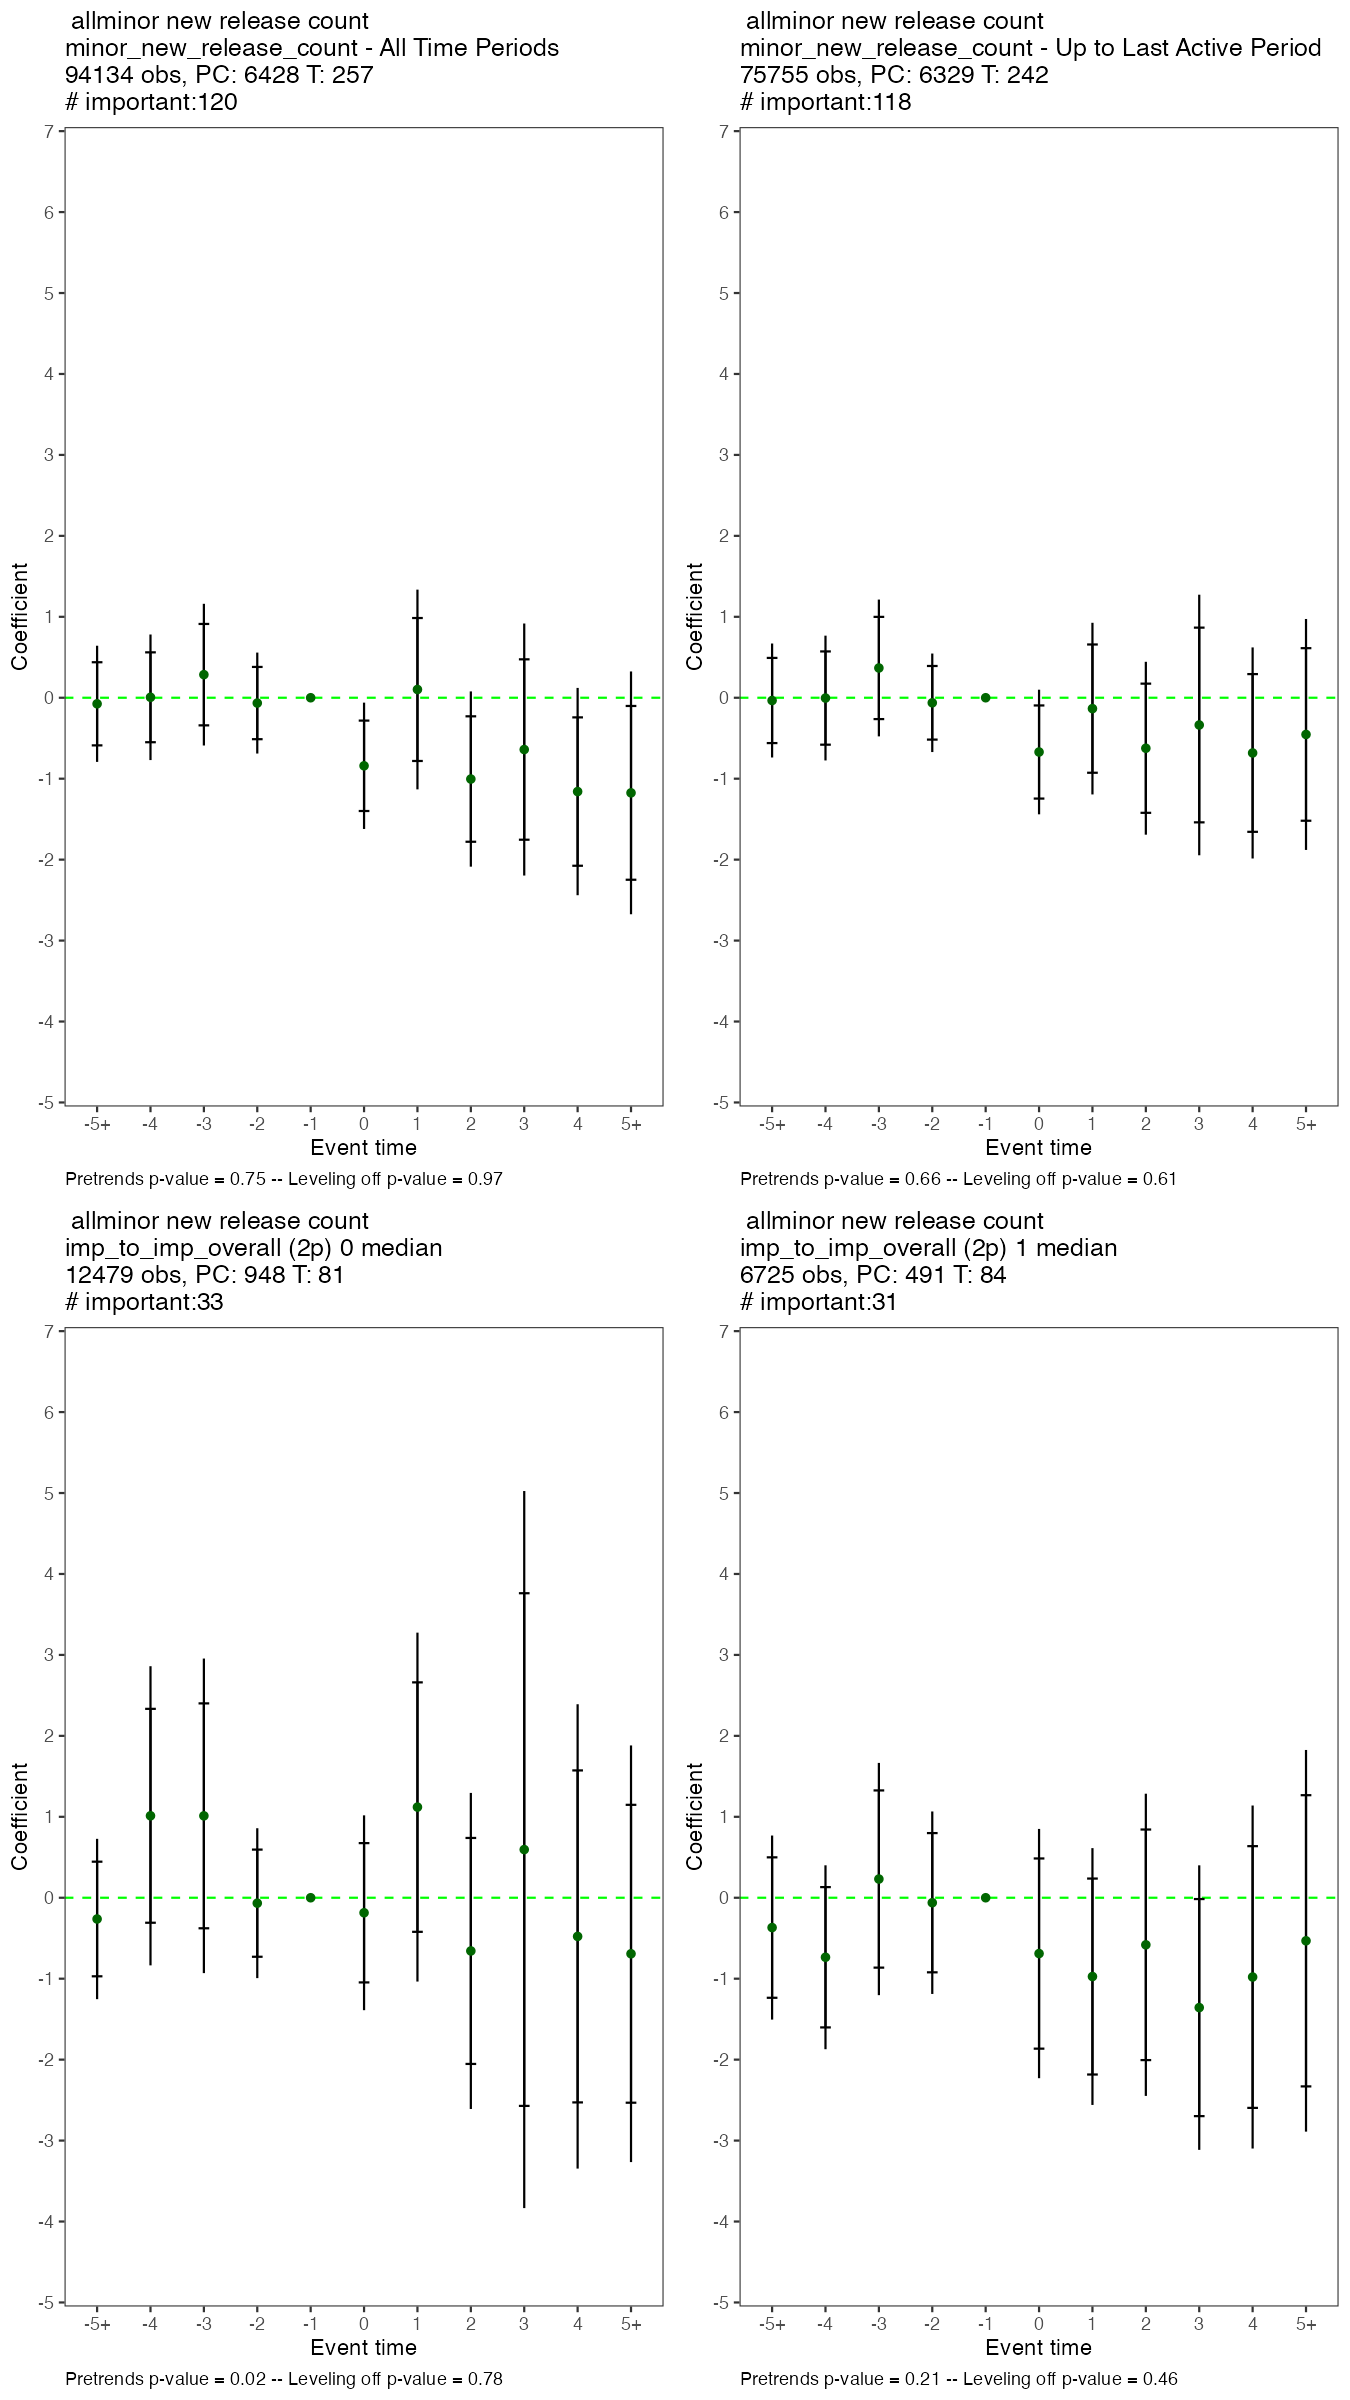 allminor new release count
minor_new_release_count - All Time Periods
94134 obs, PC: 6428 T: 257
# important:120
7
6
5
4
3
2
1
0
-1
-2
-3
-4
-5
Coefficient
-5+ -4 -3 -2 -1 0 1 2 3 4 5+
Event time
Pretrends p-value = 0.75 -- Leveling off p-value = 0.97
allminor new release count
minor_new_release_count - Up to Last Active Period
75755 obs, PC: 6329 T: 242
# important:118
7
6
5
4
3
2
1
0
-1
-2
-3
-4
-5
Coefficient
-5+ -4 -3 -2 -1 0 1 2 3 4 5+
Event time
Pretrends p-value = 0.66 -- Leveling off p-value = 0.61
allminor new release count
imp_to_imp_overall (2p) 0 median
12479 obs, PC: 948 T: 81
# important:33
7
6
5
4
3
2
1
0
-1
-2
-3
-4
-5
Coefficient
-5+ -4 -3 -2 -1 0 1 2 3 4 5+
Event time
Pretrends p-value = 0.02 -- Leveling off p-value = 0.78
allminor new release count
imp_to_imp_overall (2p) 1 median
6725 obs, PC: 491 T: 84
# important:31
7
6
5
4
3
2
1
0
-1
-2
-3
-4
-5
Coefficient
-5+ -4 -3 -2 -1 0 1 2 3 4 5+
Event time
Pretrends p-value = 0.21 -- Leveling off p-value = 0.46